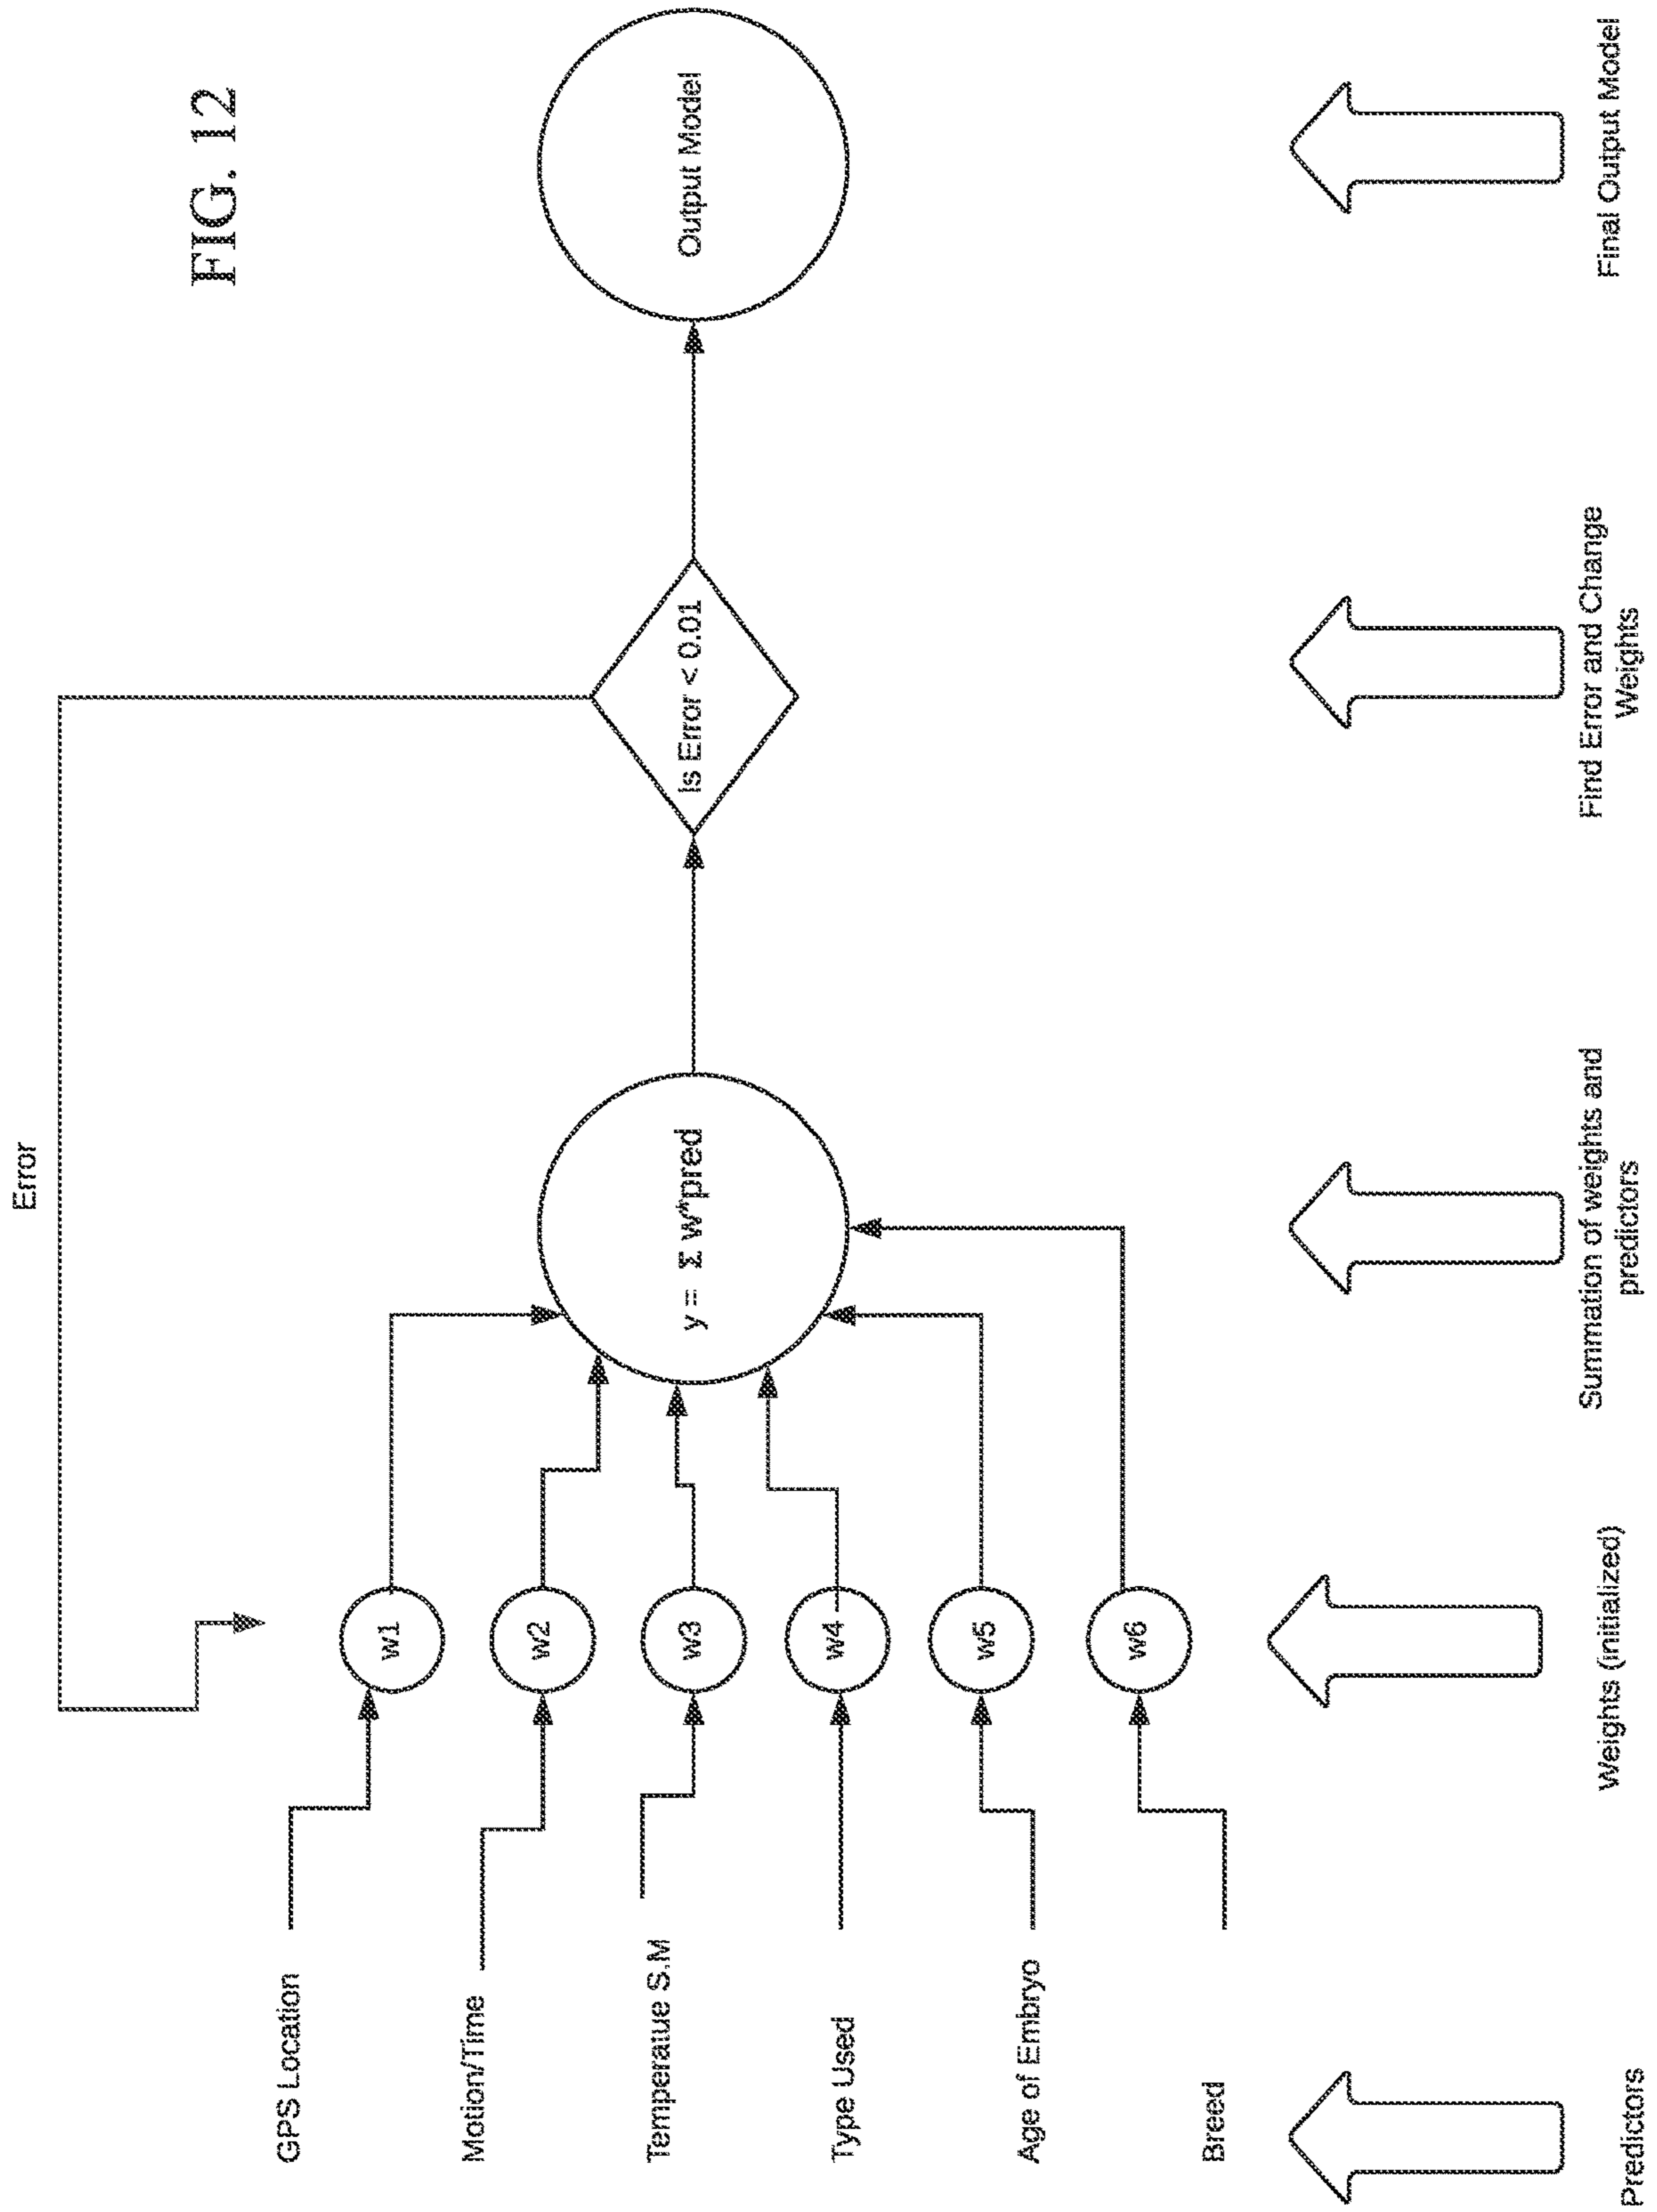 FIG. 12
Error
GPS Location
Motion/Time
Temperatue S.M
Type Used
Age of Embryo
Breed
w1
w2
w3
w4
w5
w6
y = Σ w*pred
Is Error < 0.01
Output Model
Predictors
Weights (initialized)
Summation of weights and
predictors
Find Error and Change
Weights
Final Output Model